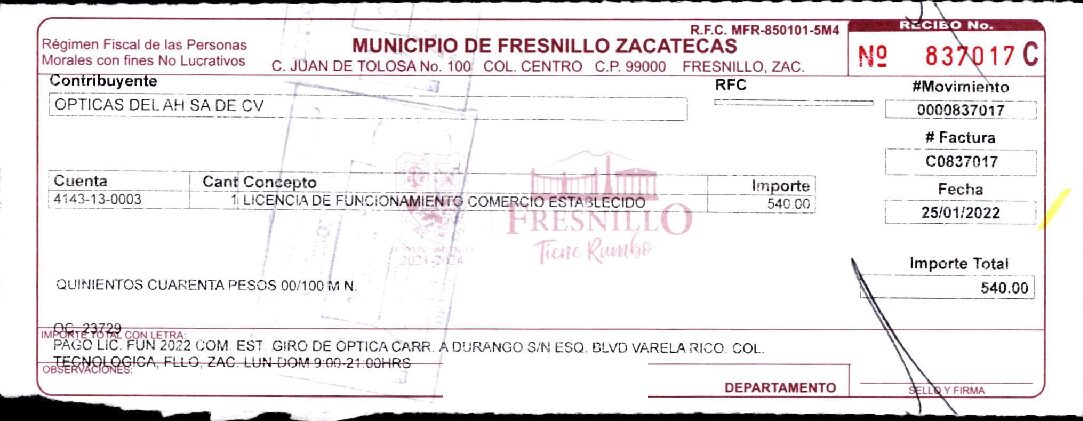 R.F.C. MFR-850101-5M4
RECIBO No.
Régimen Fiscal de las Personas
Morales con fines No Lucrativos
MUNICIPIO DE FRESNILLO ZACATECAS
C. JUAN DE TOLOSA No. 100 COL. CENTRO C.P. 99000 FRESNILLO, ZAC.
Nº 837017 C
Contribuyente
RFC
#Movimiento
OPTICAS DEL AH SA DE CV
0000837017
# Factura
C0837017
Cuenta Cant Concepto Importe
Fecha
4143-13-0003 1 LICENCIA DE FUNCIONAMIENTO COMERCIO ESTABLECIDO 540.00
25/01/2022
FRESNILLO
Tiene Rumbo
2021-2024
Importe Total
QUINIENTOS CUARENTA PESOS 00/100 M N.
540.00
OC 23729
IMPORTE TOTAL CON LETRA:
PAGO LIC. FUN 2022 COM. EST. GIRO DE OPTICA CARR. A DURANGO S/N ESQ. BLVD VARELA RICO. COL.
TECNOLOGICA, FLLO, ZAC. LUN-DOM 9:00-21:00HRS
OBSERVACIONES:
DEPARTAMENTO
SELLO Y FIRMA